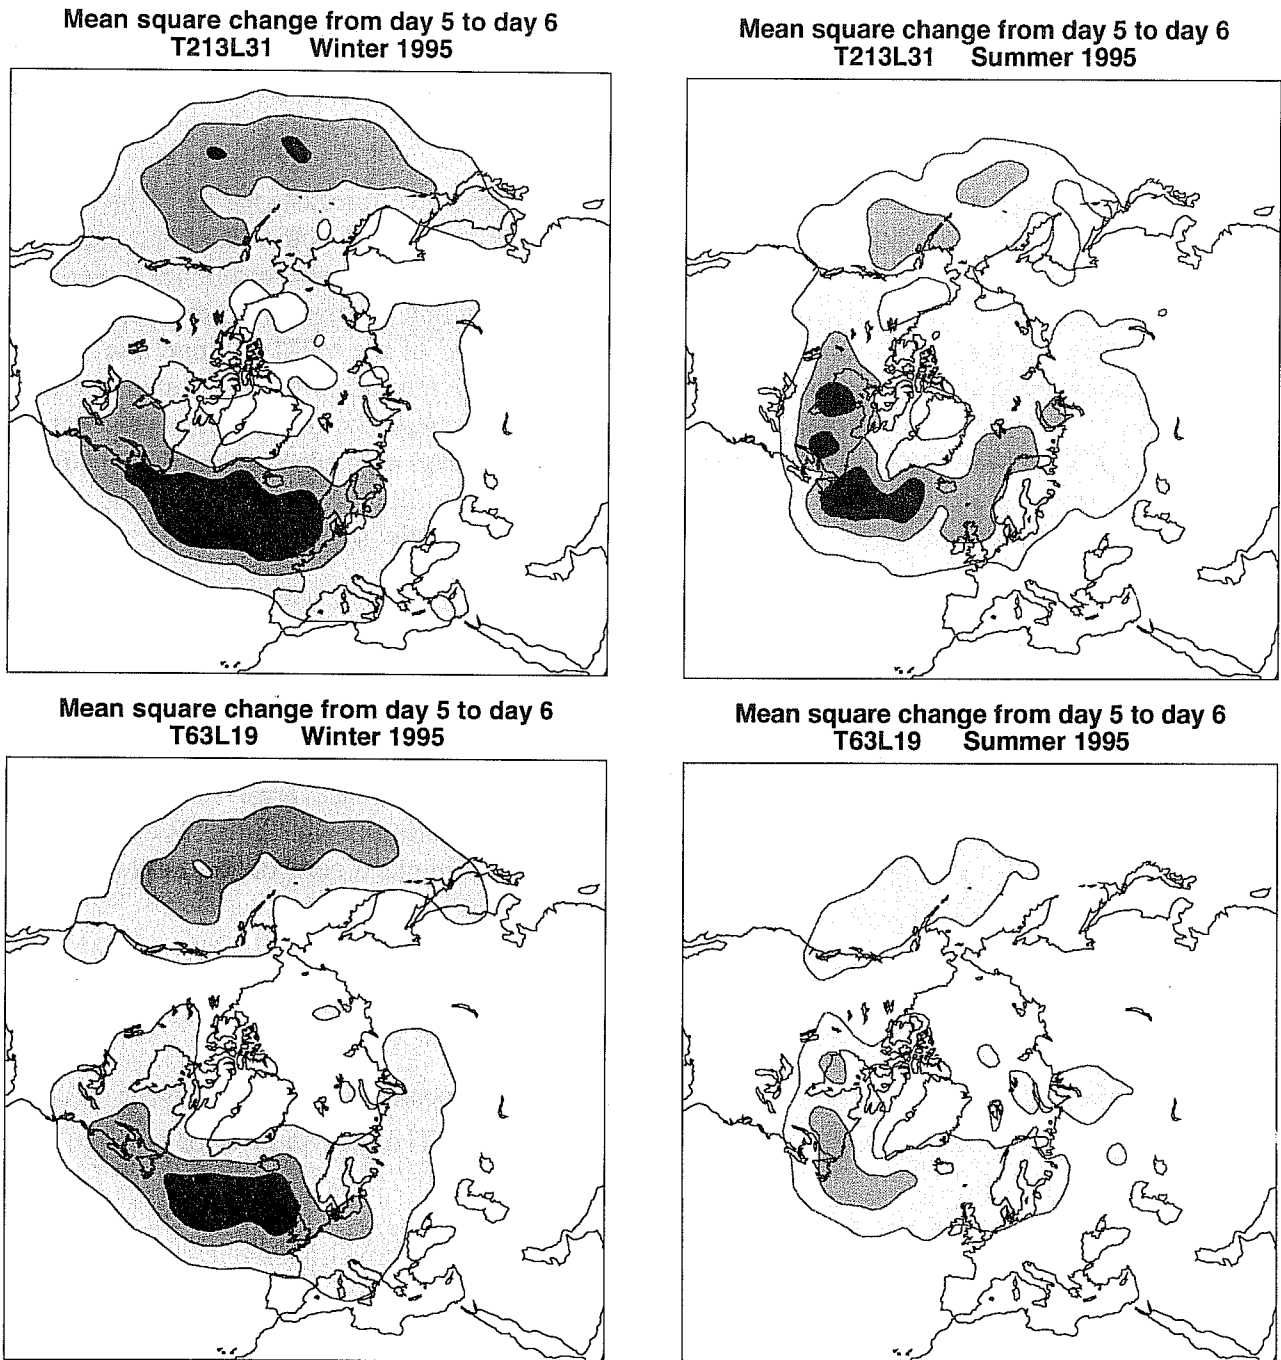 Mean square change from day 5 to day 6
T213L31 Winter 1995
Mean square change from day 5 to day 6
T213L31 Summer 1995
Mean square change from day 5 to day 6
T63L19 Winter 1995
Mean square change from day 5 to day 6
T63L19 Summer 1995